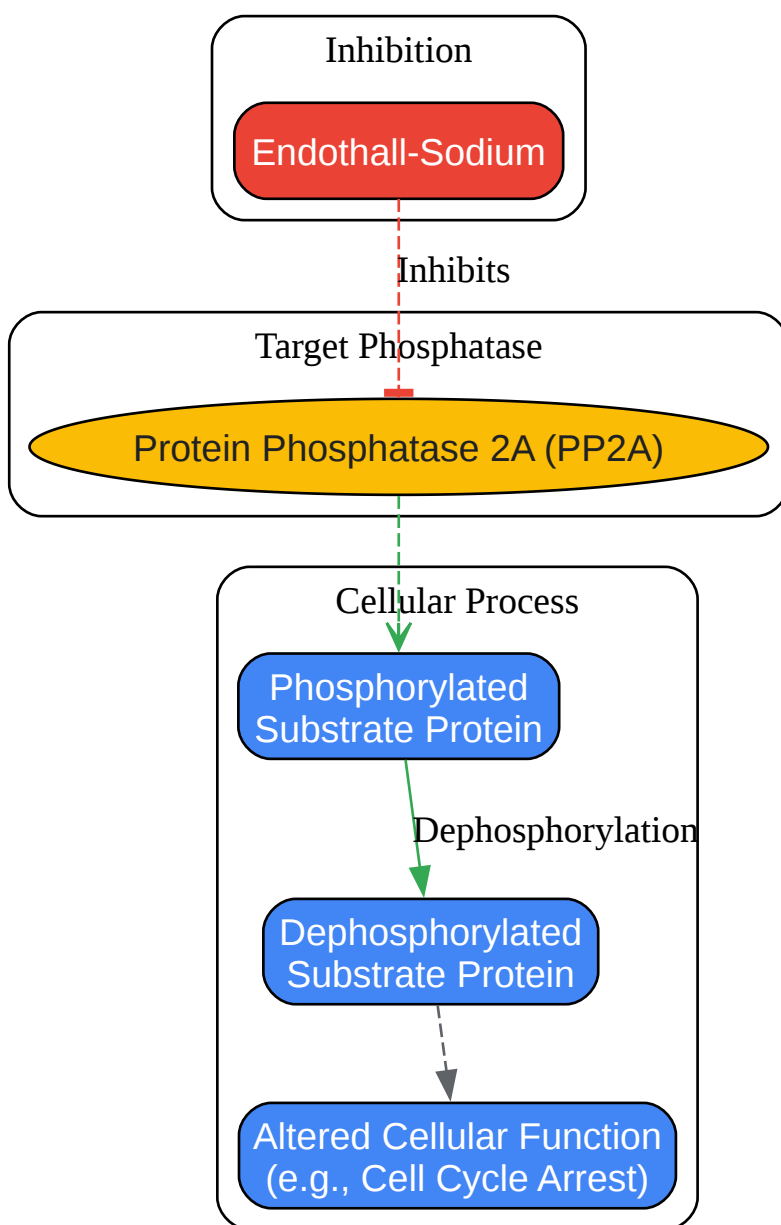 Inhibition
Endothall-Sodium
Inhibits
Target Phosphatase
Protein Phosphatase 2A (PP2A)
Cellular Process
Phosphorylated
Substrate Protein
Dephosphorylation
Dephosphorylated
Substrate Protein
Altered Cellular Function
(e.g., Cell Cycle Arrest)